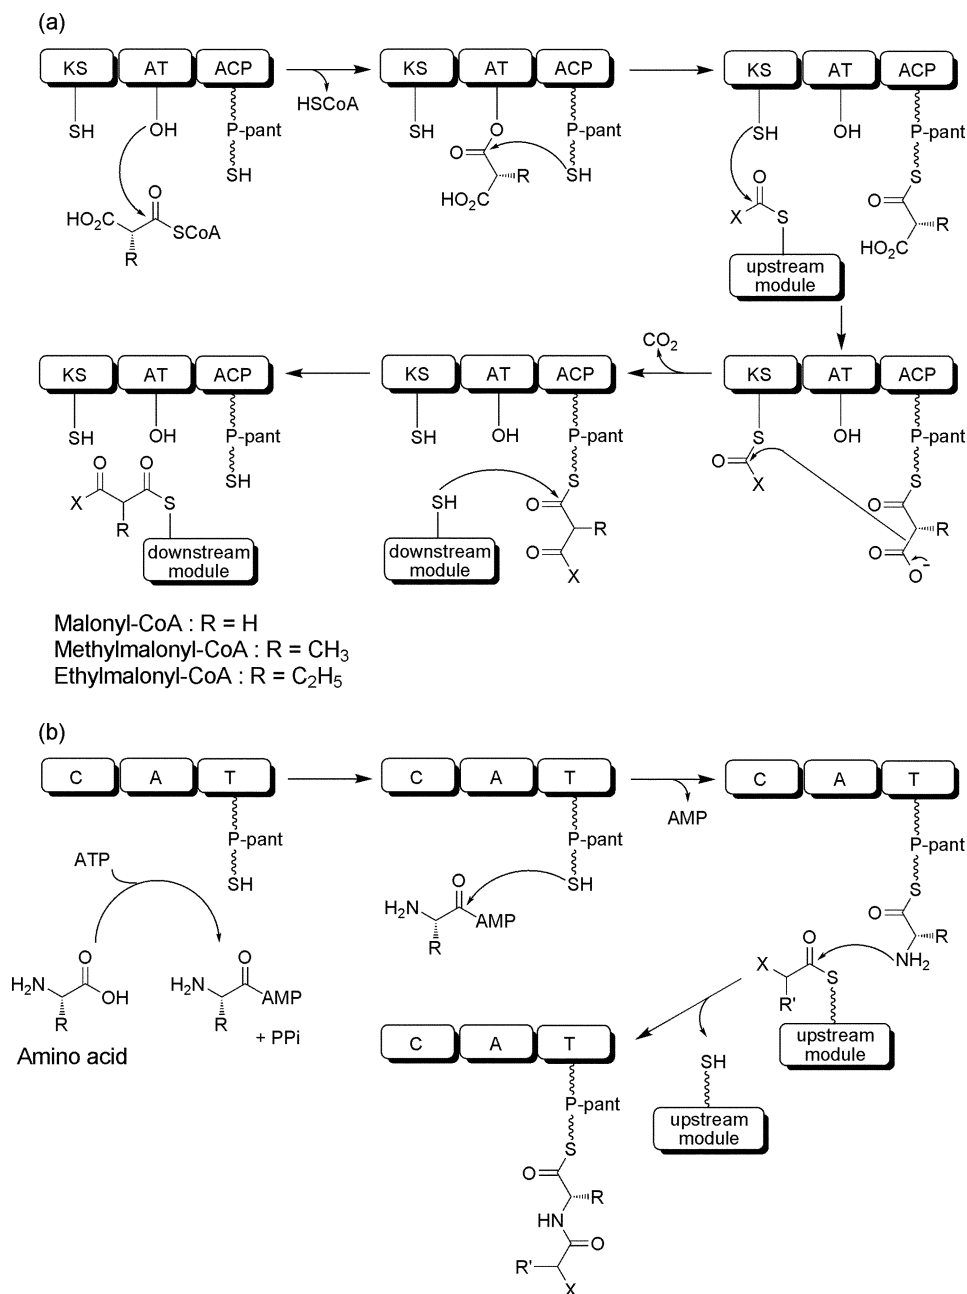 (a)
KS AT ACP
SH OH P-pant
SH
HO₂C O SCoA
R
HSCoA
KS AT ACP
SH O P-pant
O R SH
HO₂C
KS AT ACP
SH OH P-pant
S
O O
X S R
HO₂C
upstream
module
KS AT ACP
SH OH P-pant
SH
O O
X S
R
downstream
module
CO₂
KS AT ACP
SH OH P-pant
S
SH O
R
O
X
downstream
module
KS AT ACP
S OH P-pant
O S
X O
R
O
O⁻
Malonyl-CoA : R = H
Methylmalonyl-CoA : R = CH₃
Ethylmalonyl-CoA : R = C₂H₅
(b)
C A T
P-pant
SH
ATP
O O
H₂N OH H₂N AMP
R R
+ PPi
Amino acid
C A T
P-pant
SH
O
H₂N AMP
R
AMP
C A T
P-pant
S
O
R
NH₂
O
X S
R'
upstream
module
SH
upstream
module
C A T
P-pant
S
O
R
HN
O
R'
X